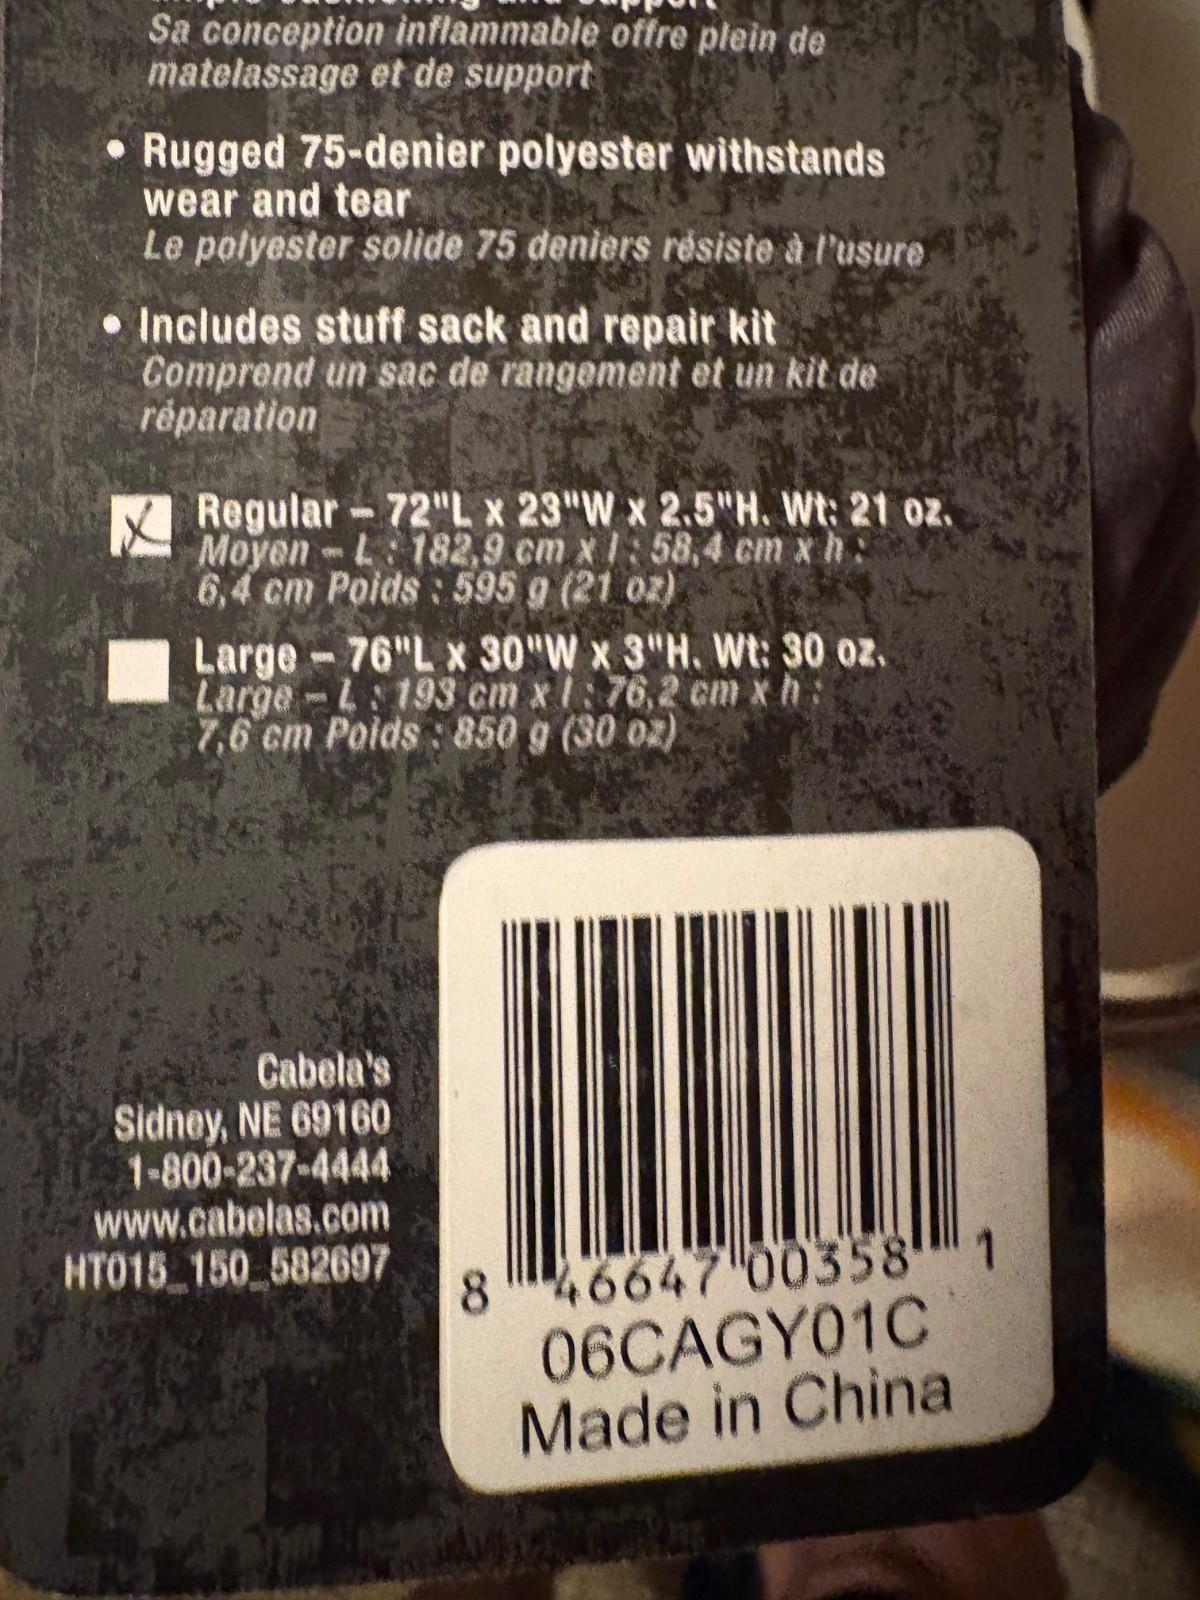 ample cushioning and support
Sa conception inflammable offre plein de
matelassage et de support
• Rugged 75-denier polyester withstands
wear and tear
Le polyester solide 75 deniers résiste à l'usure
• Includes stuff sack and repair kit
Comprend un sac de rangement et un kit de
réparation
Regular – 72"L x 23"W x 2.5"H. Wt: 21 oz.
Moyen – L : 182,9 cm x l : 58,4 cm x h :
6,4 cm Poids : 595 g (21 oz)
Large – 76"L x 30"W x 3"H. Wt: 30 oz.
Large – L : 193 cm x l : 76,2 cm x h :
7,6 cm Poids : 850 g (30 oz)
Cabela's
Sidney, NE 69160
1-800-237-4444
www.cabelas.com
HT015_150_582697
8 46647 00358 1
06CAGY01C
Made in China